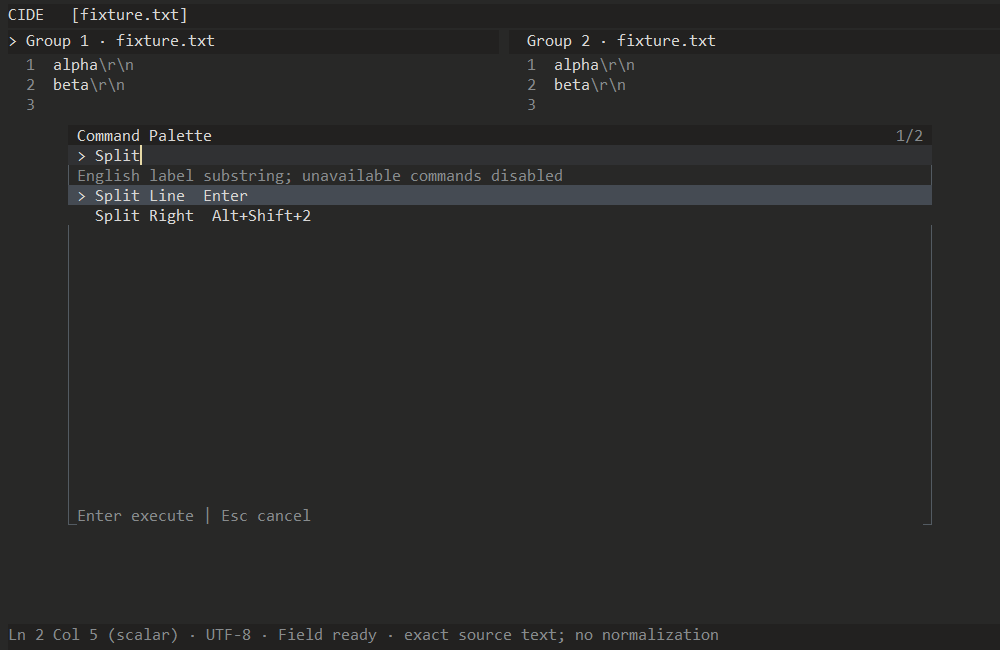 CIDE [fixture.txt]
> Group 1 · fixture.txt Group 2 · fixture.txt
1 alpha\r\n 1 alpha\r\n
2 beta\r\n 2 beta\r\n
3 3
Command Palette 1/2
> Split
English label substring; unavailable commands disabled
> Split Line Enter
Split Right Alt+Shift+2
Enter execute | Esc cancel
Ln 2 Col 5 (scalar) · UTF-8 · Field ready · exact source text; no normalization